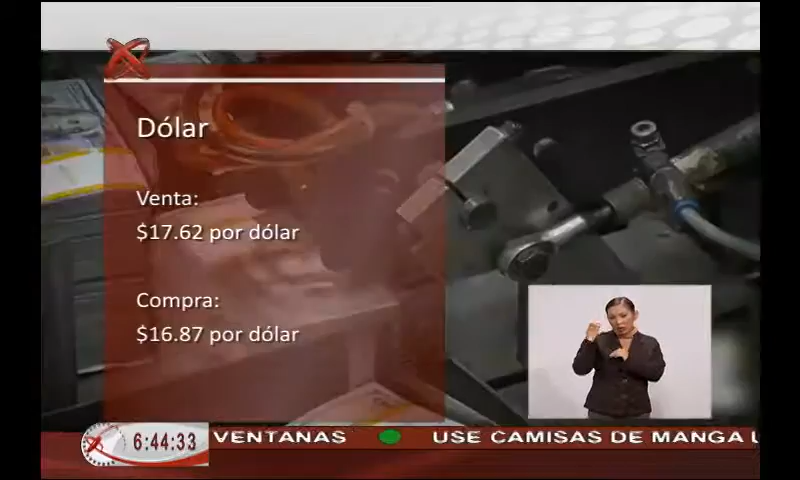 Dólar
Venta:
$17.62 por dólar
Compra:
$16.87 por dólar
6:44:33
VENTANAS
USE CAMISAS DE MANGA